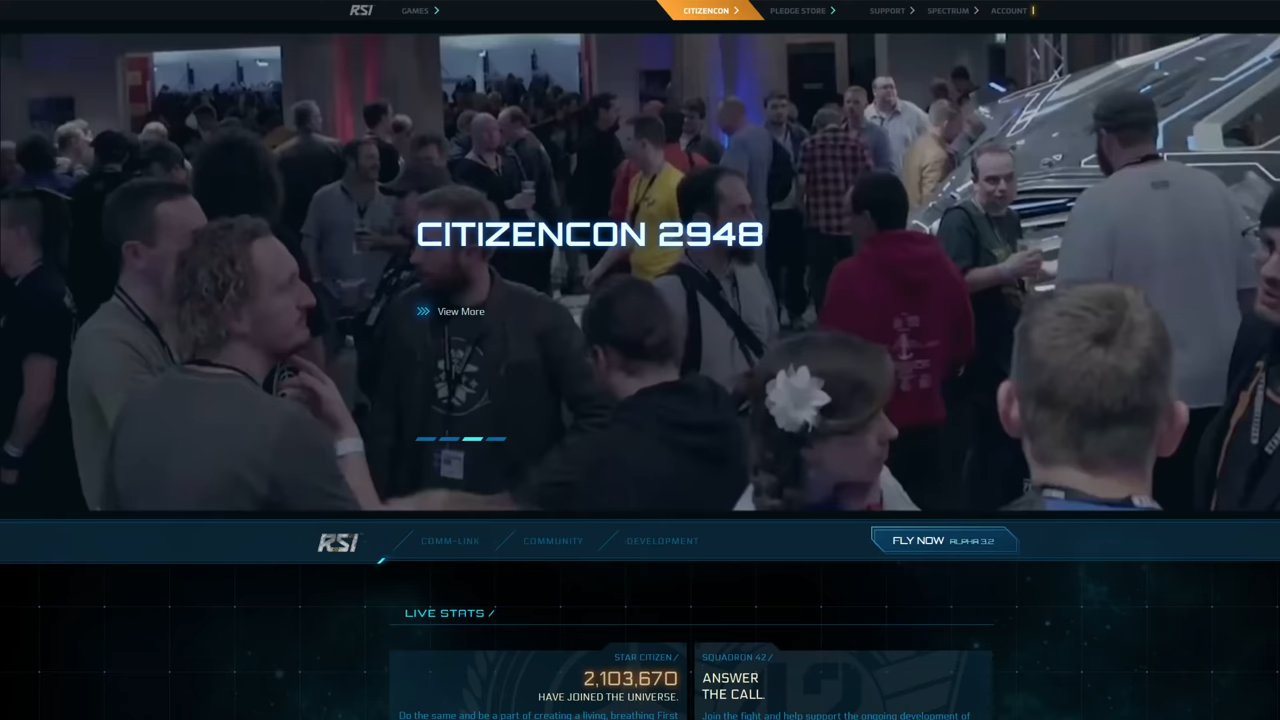 RSI
GAMES
CITIZENCON
PLEDGE STORE
SUPPORT
SPECTRUM
ACCOUNT
CITIZENCON 2948
View More
RSI
COMM-LINK
COMMUNITY
DEVELOPMENT
FLY NOW ALPHA 3.2
LIVE STATS /
STAR CITIZEN /
2,103,670
HAVE JOINED THE UNIVERSE.
Do the same and be a part of creating a living, breathing First
SQUADRON 42 /
ANSWER
THE CALL.
Join the fight and help support the ongoing development of